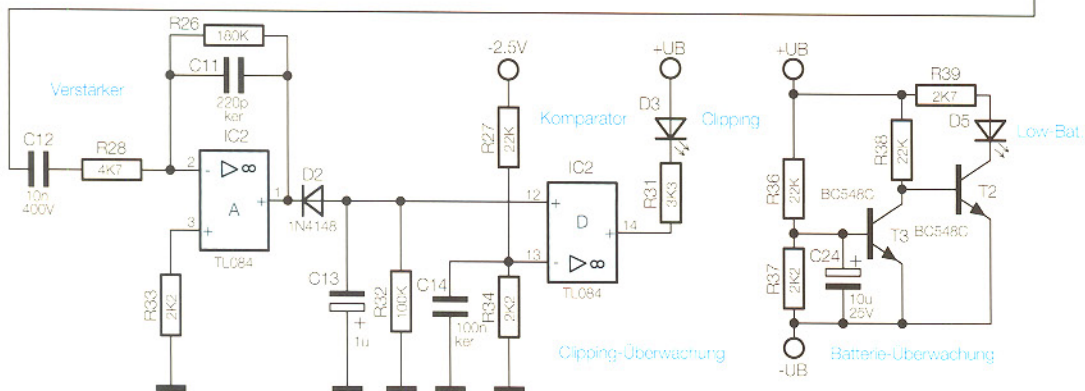 R26
180K
C11
220p
ker
Verstärker
C12
10n
400V
R28
4K7
IC2
2
-
▷∞
A
3
+
1
TL084
R33
2K2
D2
1N4148
C13
+
1u
R32
100K
-2.5V
R27
22K
C14
100n
ker
R34
2K2
Komparator
IC2
12
+
D
13
-
▷∞
14
+
TL084
Clipping-Überwachung
+UB
D3
Clipping
R31
3K3
+UB
R39
2K7
D5
Low-Bat.
R38
22K
R36
22K
BC548C
T2
T3
BC548C
R37
2K2
C24
+
10u
25V
-UB
Batterie-Überwachung